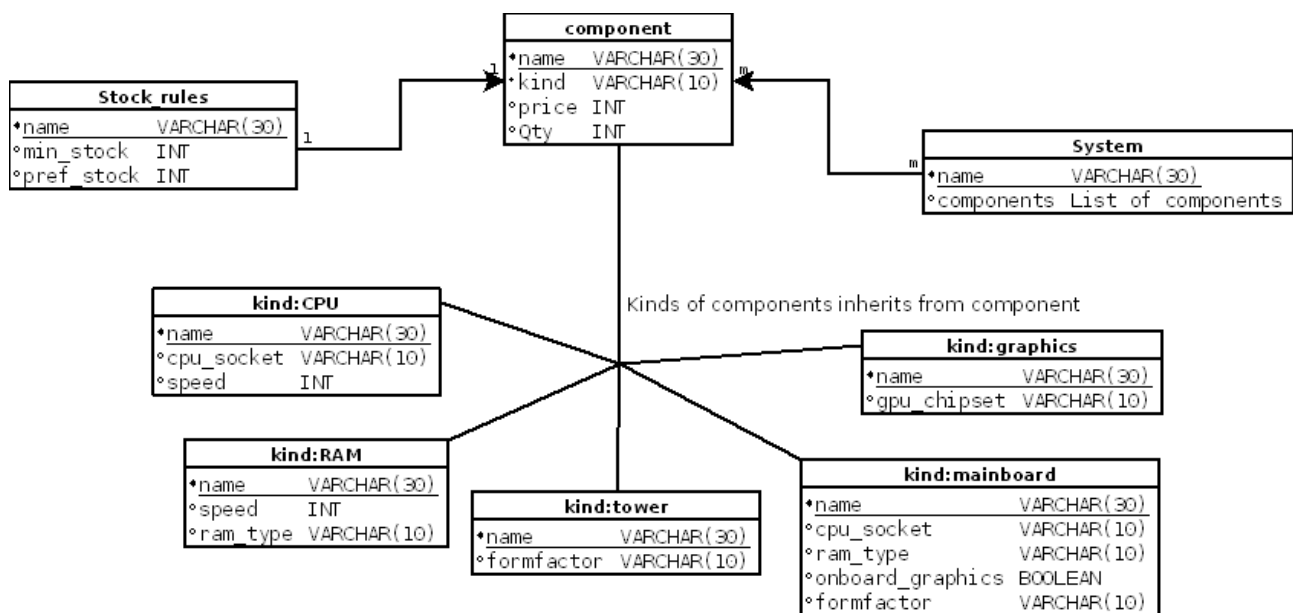 component
name VARCHAR(30)
kind VARCHAR(10)
price INT
Qty INT
1
m
Stock_rules
name VARCHAR(30)
min_stock INT
pref_stock INT
1
System
name VARCHAR(30)
components List of components
m
kind:CPU
name VARCHAR(30)
cpu_socket VARCHAR(10)
speed INT
Kinds of components inherits from component
kind:graphics
name VARCHAR(30)
gpu_chipset VARCHAR(10)
kind:RAM
name VARCHAR(30)
speed INT
ram_type VARCHAR(10)
kind:tower
name VARCHAR(30)
formfactor VARCHAR(10)
kind:mainboard
name VARCHAR(30)
cpu_socket VARCHAR(10)
ram_type VARCHAR(10)
onboard_graphics BOOLEAN
formfactor VARCHAR(10)